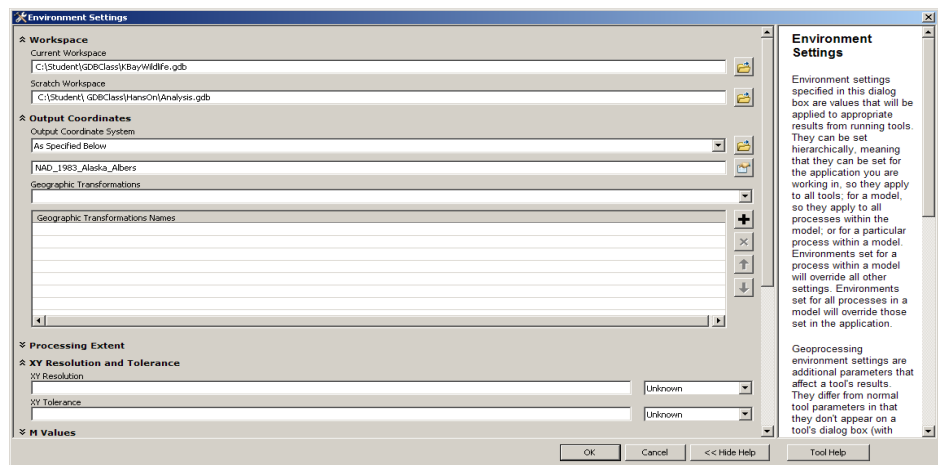 Environment Settings
Workspace
Current Workspace
C:\Student\GDBClass\KBayWildlife.gdb
Scratch Workspace
C:\Student\ GDBClass\HansOn\Analysis.gdb
Output Coordinates
Output Coordinate System
As Specified Below
NAD_1983_Alaska_Albers
Geographic Transformations
Geographic Transformations Names
Processing Extent
XY Resolution and Tolerance
XY Resolution
Unknown
XY Tolerance
Unknown
M Values
Environment
Settings
Environment settings
specified in this dialog
box are values that will be
applied to appropriate
results from running tools.
They can be set
hierarchically, meaning
that they can be set for
the application you are
working in, so they apply
to all tools; for a model,
so they apply to all
processes within the
model; or for a particular
process within a model.
Environments set for a
process within a model
will override all other
settings. Environments
set for all processes in a
model will override those
set in the application.
Geoprocessing
environment settings are
additional parameters that
affect a tool's results.
They differ from normal
tool parameters in that
they don't appear on a
tool's dialog box (with
OK
Cancel
<< Hide Help
Tool Help